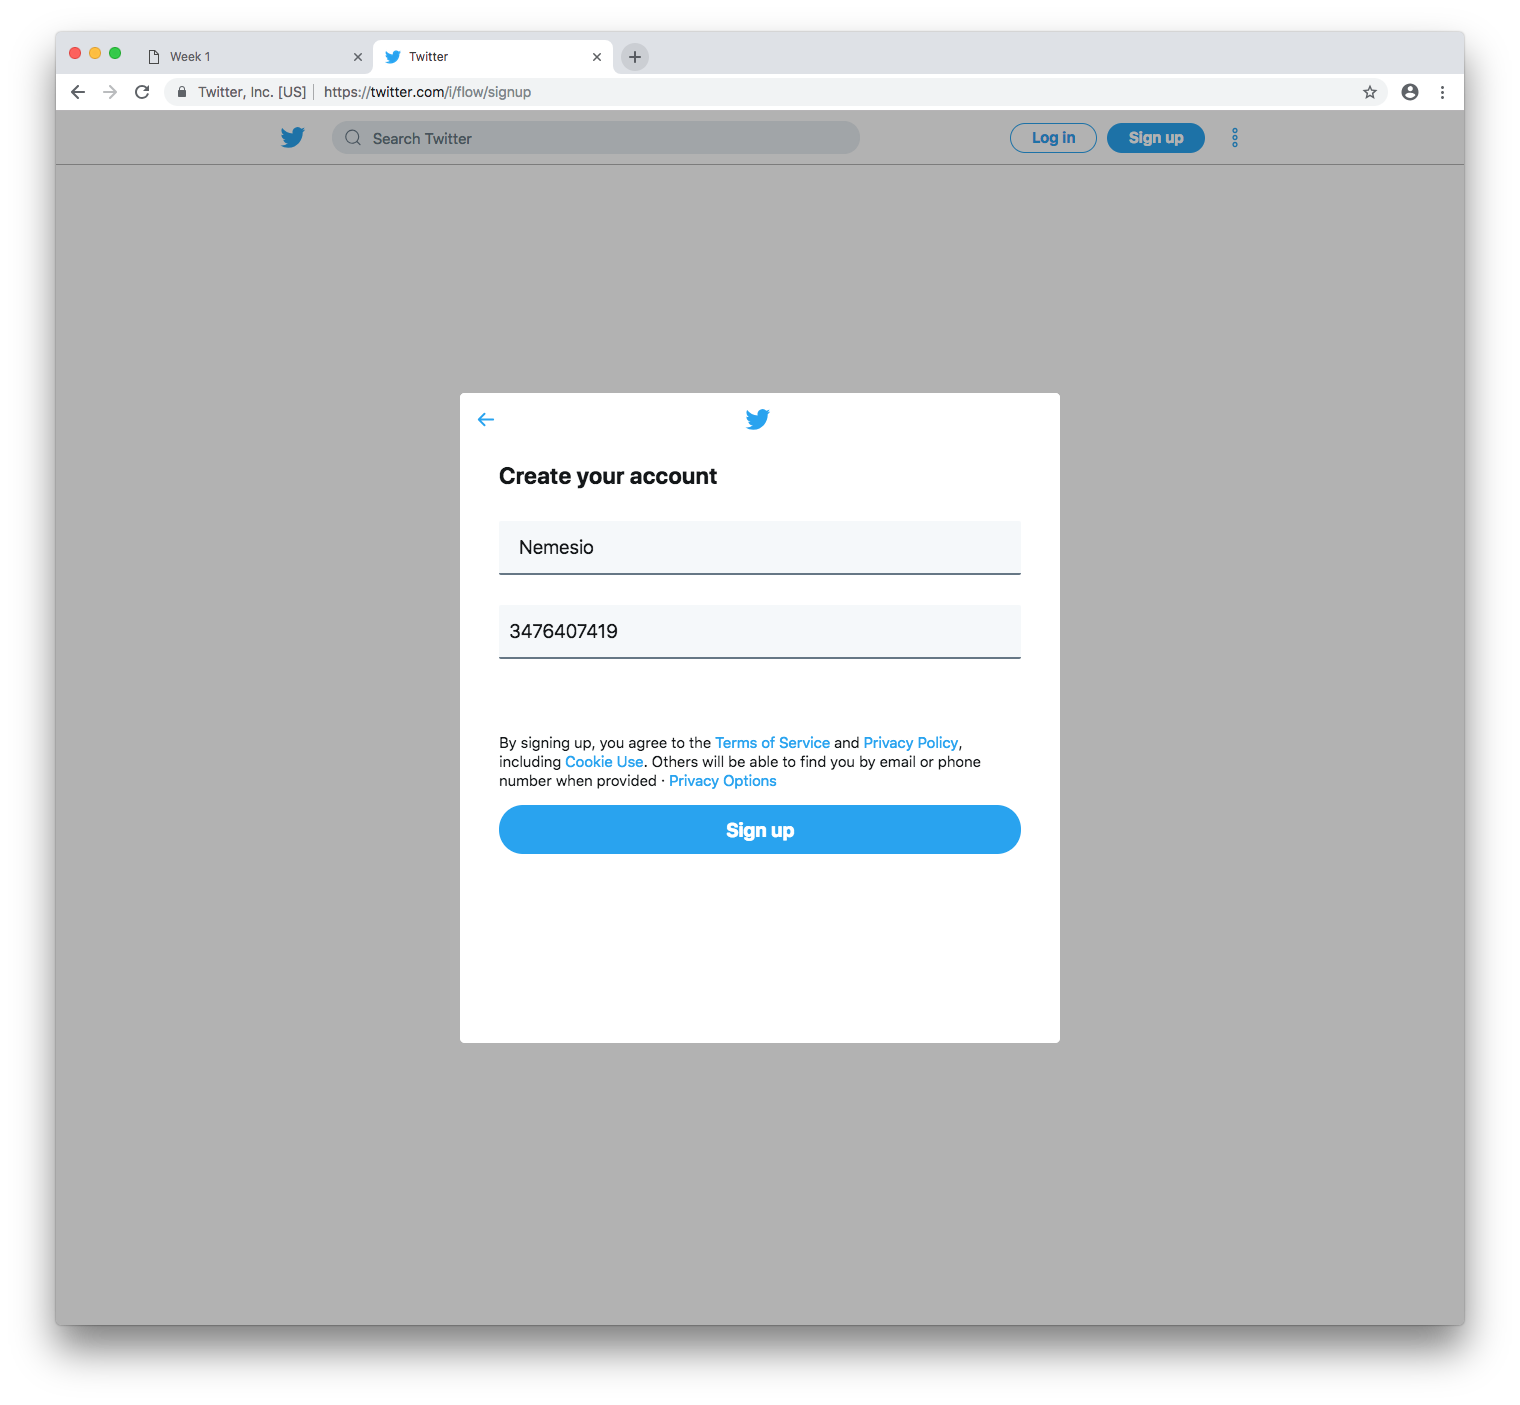 Week 1
Twitter
Twitter, Inc. [US] https://twitter.com/i/flow/signup
Search Twitter
Log in
Sign up
Create your account
Nemesio
3476407419
By signing up, you agree to the Terms of Service and Privacy Policy,
including Cookie Use. Others will be able to find you by email or phone
number when provided · Privacy Options
Sign up